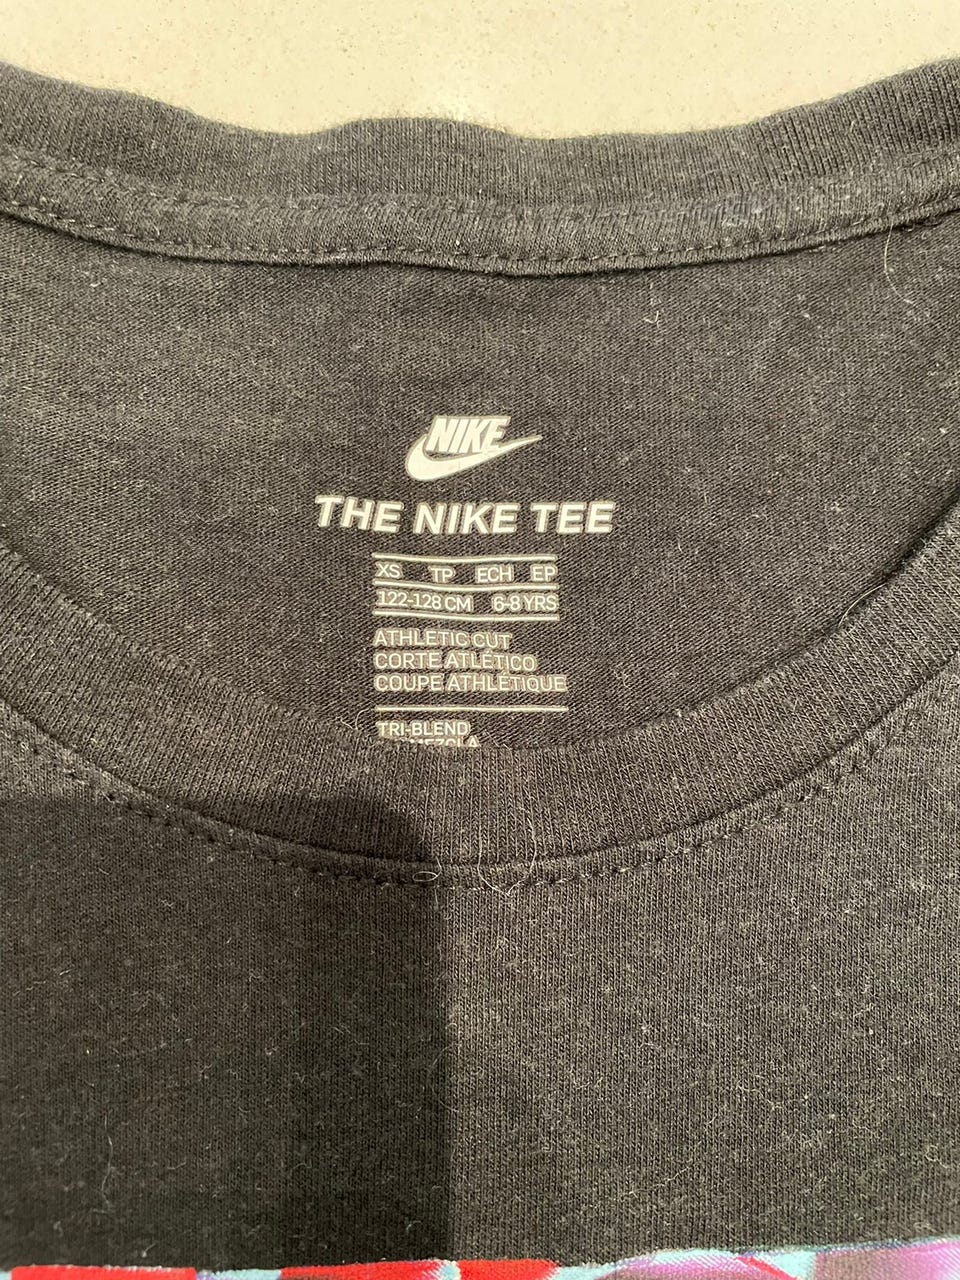 NIKE
THE NIKE TEE
XS TP ECH EP
122-128 CM 6-8 YRS
ATHLETIC CUT
CORTE ATLÉTICO
COUPE ATHLÉTIQUE
TRI-BLEND